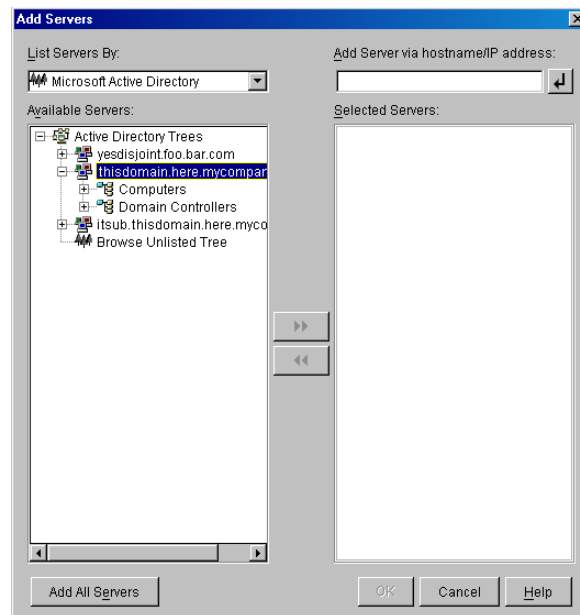 Add Servers
List Servers By:
Add Server via hostname/IP address:
Microsoft Active Directory
Available Servers:
Selected Servers:
Active Directory Trees
yesdisjoint.foo.bar.com
thisdomain.here.mycompar
Computers
Domain Controllers
itsub.thisdomain.here.myco
Browse Unlisted Tree
Add All Servers
OK
Cancel
Help